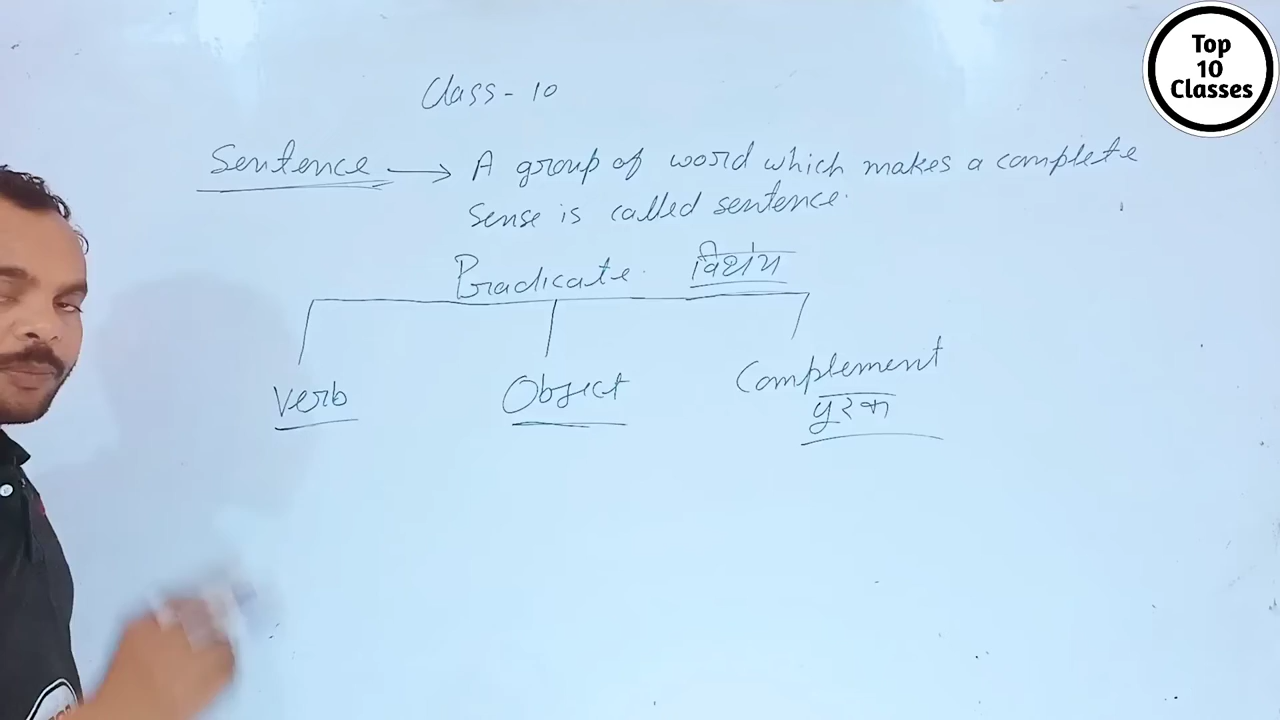 Top
10
Classes
Class - 10
Sentence → A group of word which makes a complete
sense is called sentence.
Pradicate. विधेय
Verb Object Complement
पुरक